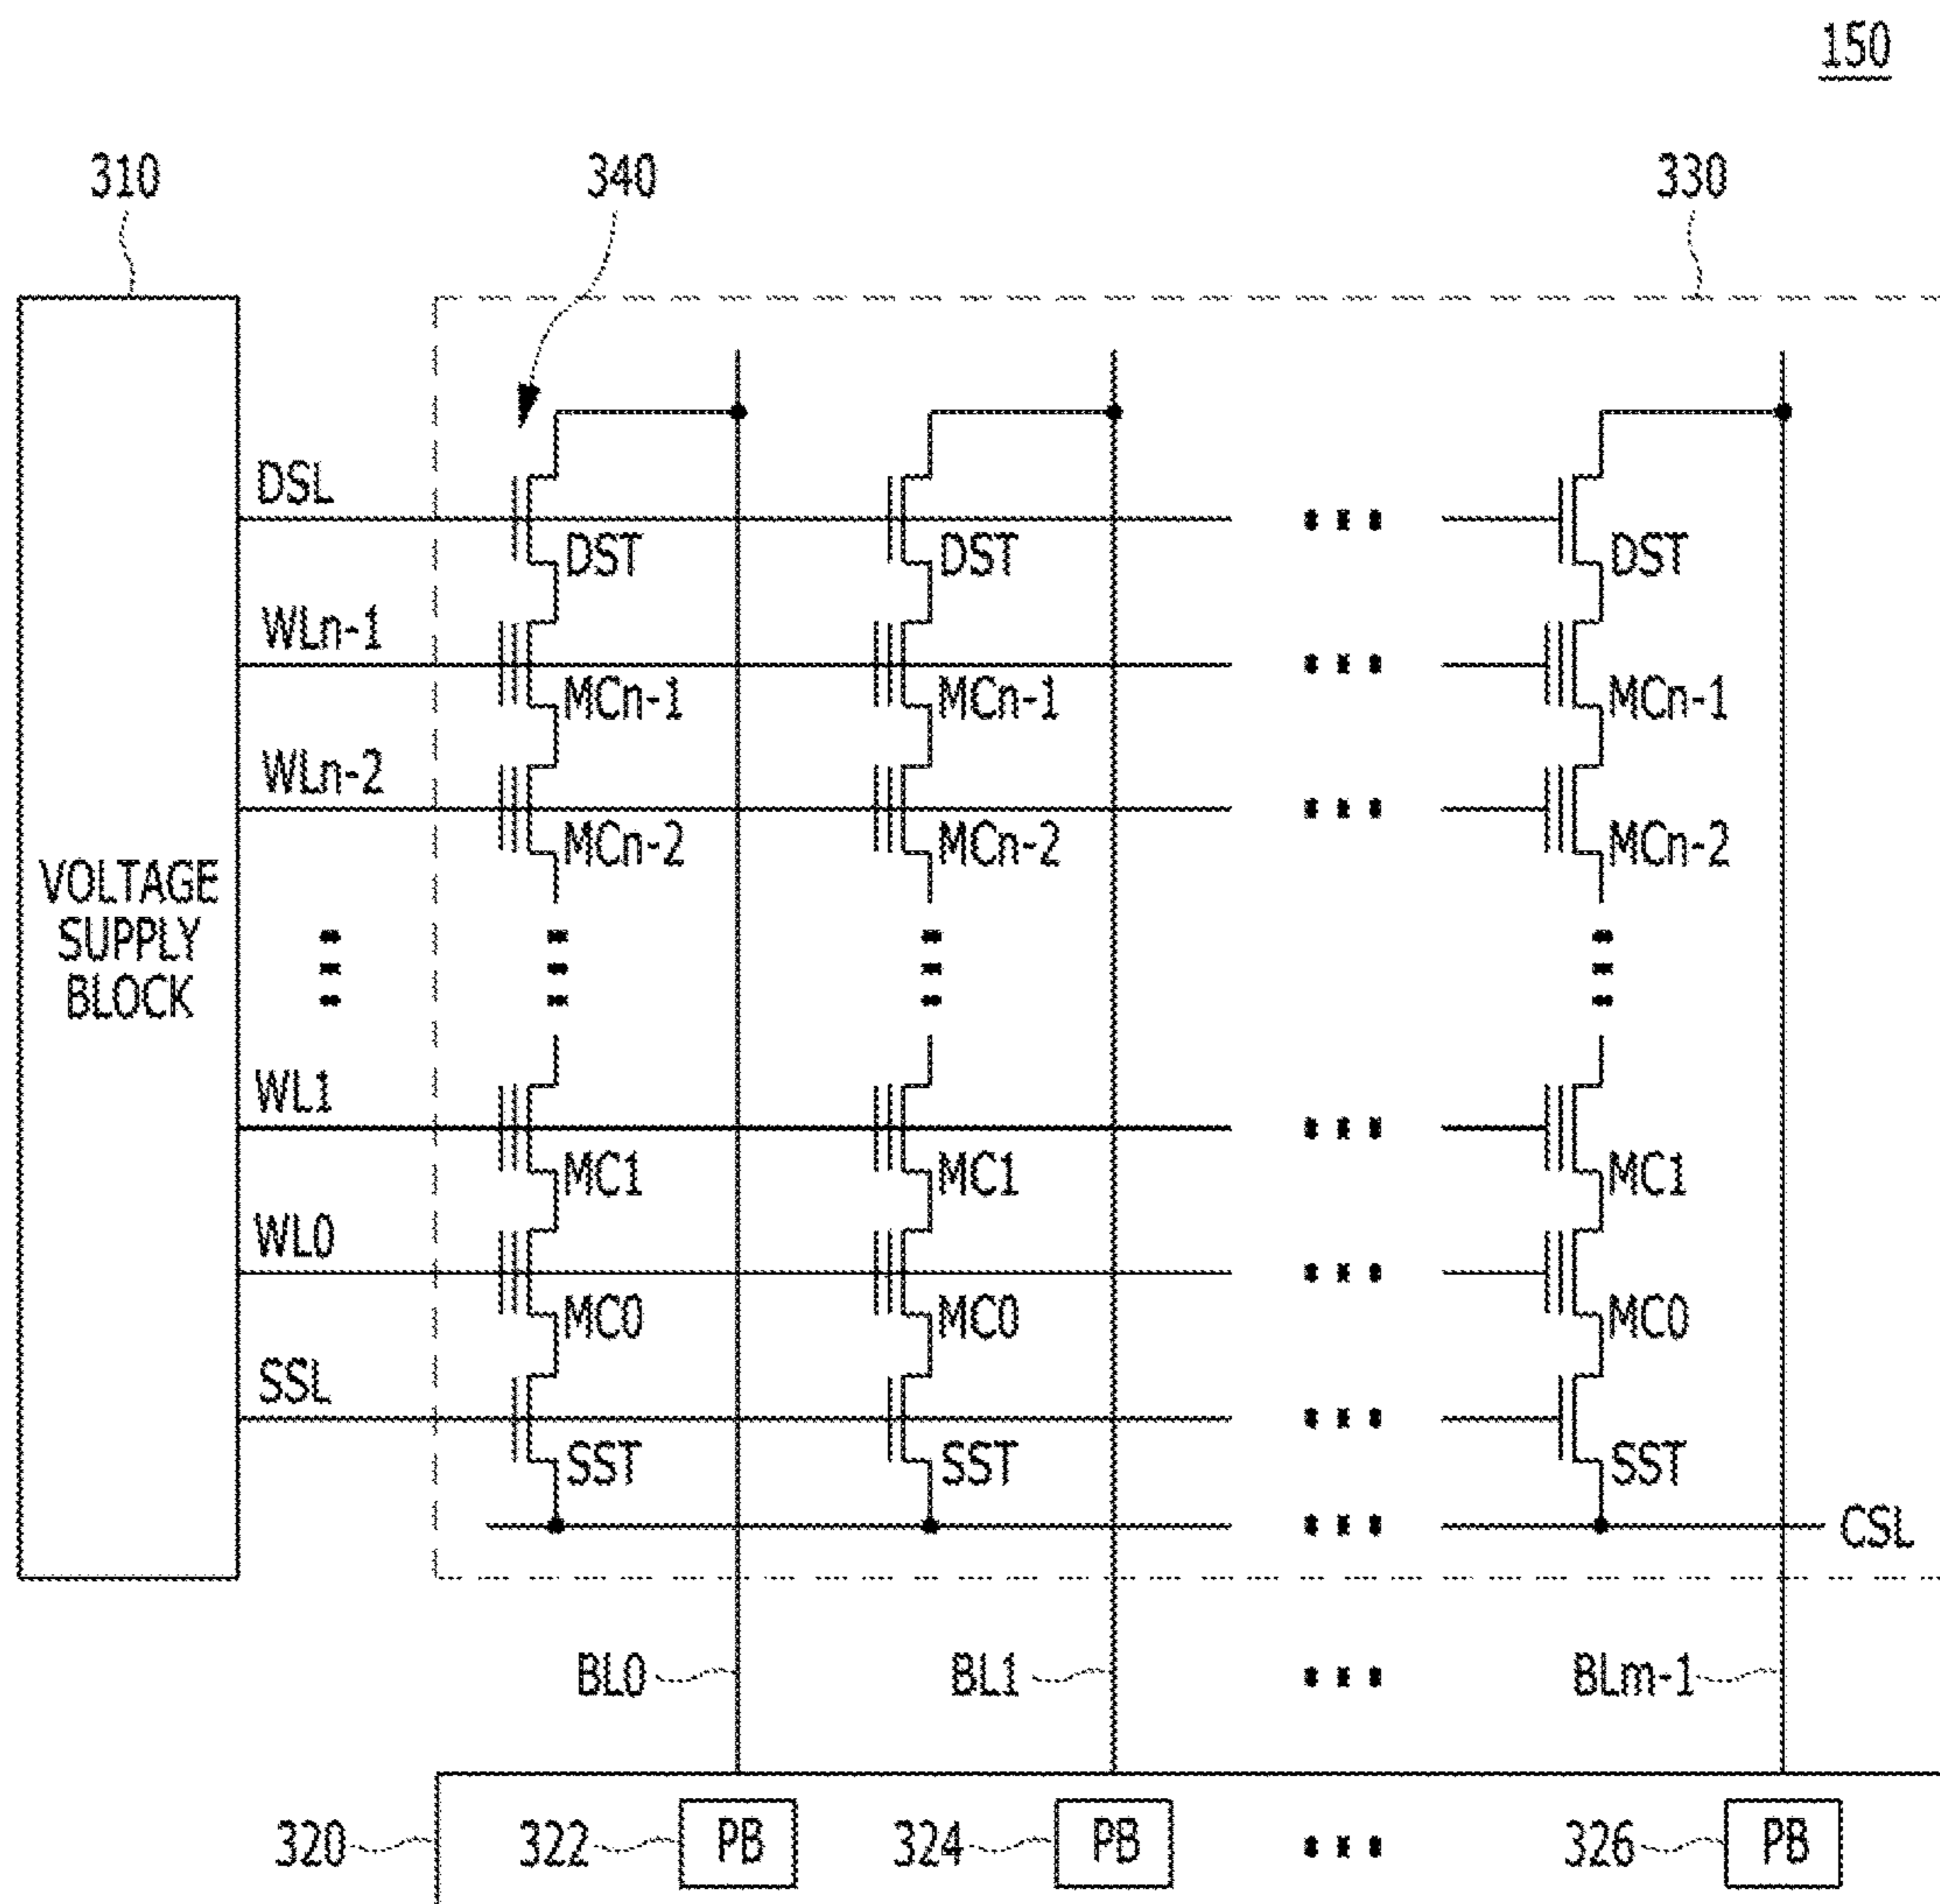 150
310 340 330
DSL
DST DST DST
WLn-1
MCn-1 MCn-1 MCn-1
WLn-2
MCn-2 MCn-2 MCn-2
VOLTAGE
SUPPLY
BLOCK
WL1
MC1 MC1 MC1
WL0
MC0 MC0 MC0
SSL
SST SST SST
CSL
BL0 BL1 BLm-1
320 322 PB 324 PB 326 PB